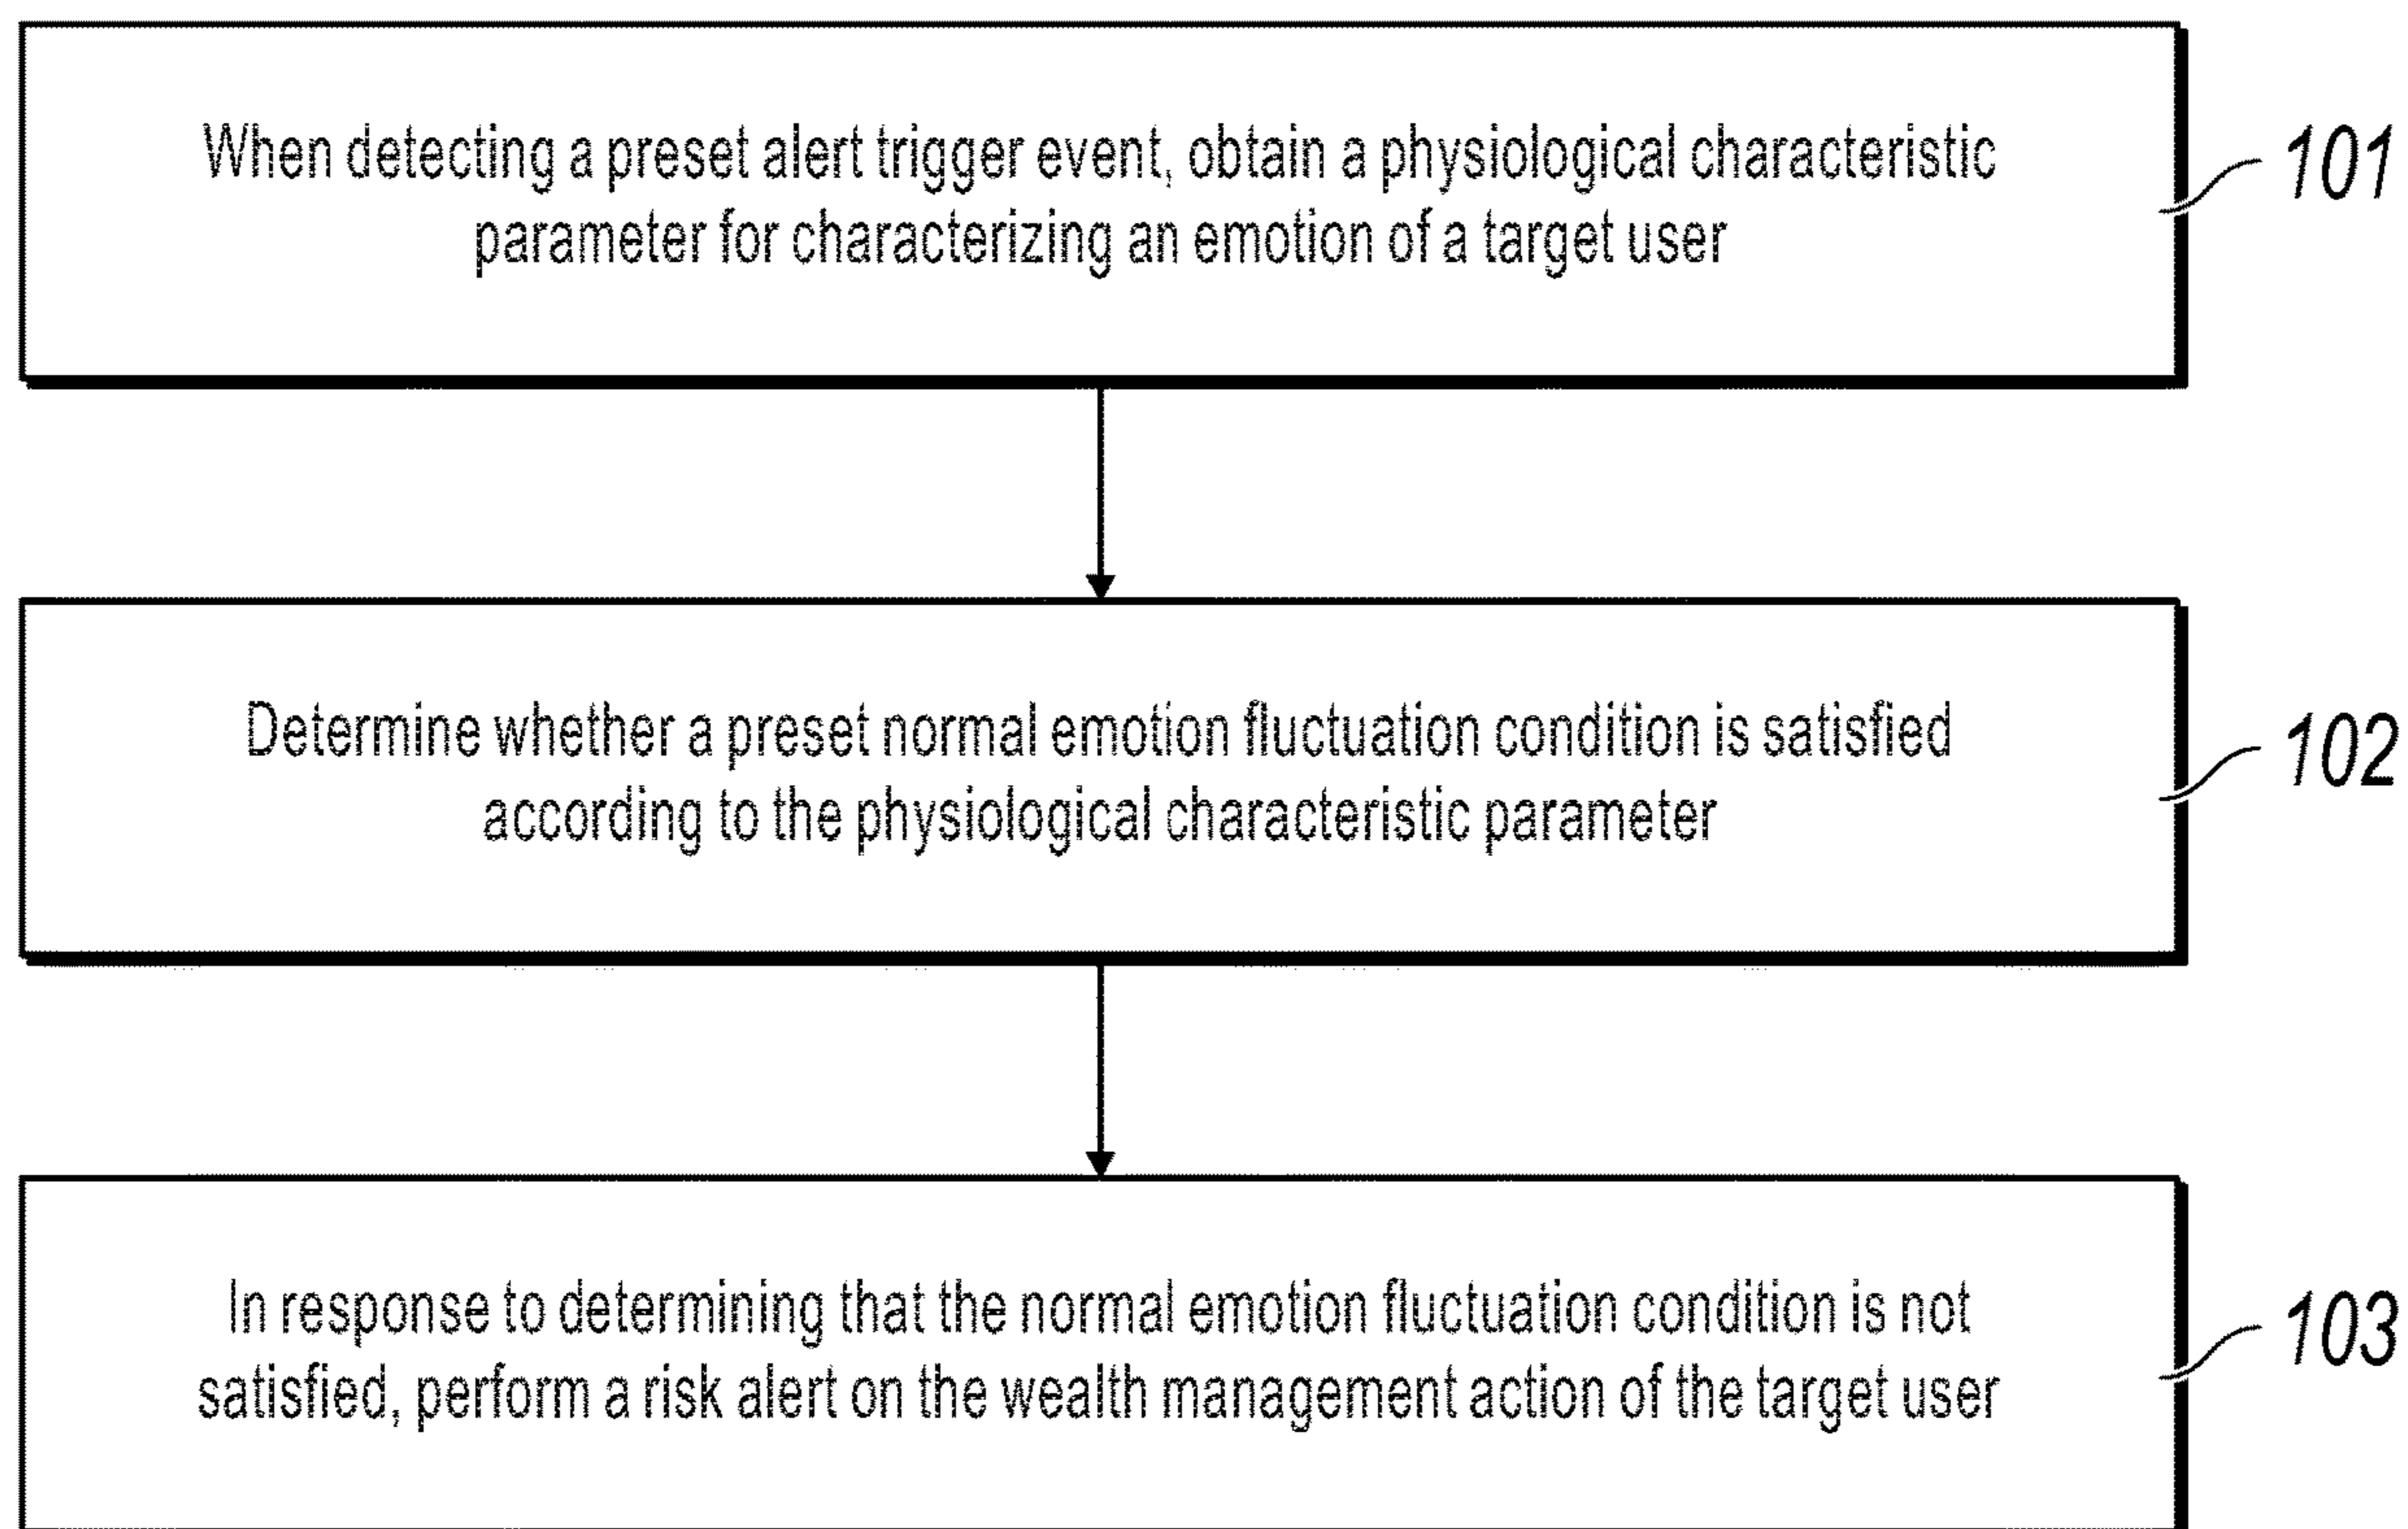 When detecting a preset alert trigger event, obtain a physiological characteristic
parameter for characterizing an emotion of a target user
101
Determine whether a preset normal emotion fluctuation condition is satisfied
according to the physiological characteristic parameter
102
In response to determining that the normal emotion fluctuation condition is not
satisfied, perform a risk alert on the wealth management action of the target user
103